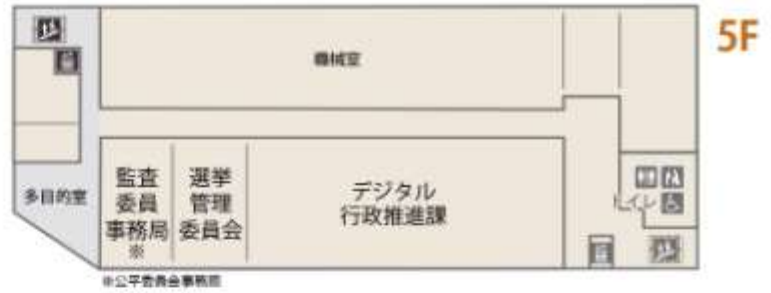 5F
機械室
監査
委員
事務局
※
選挙
管理
委員会
デジタル
行政推進課
多目的室
トイレ
※公平委員会事務局